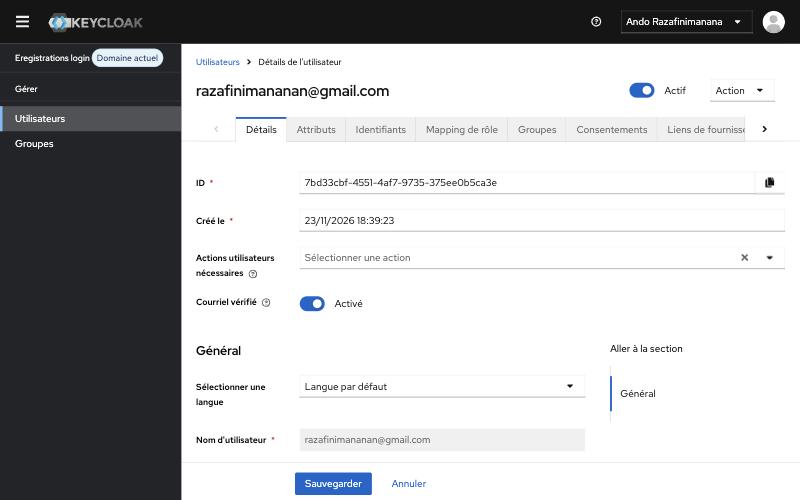 KEYCLOAK
Ando Razafinimanana
Eregistrations login Domaine actuel
Gérer
Utilisateurs
Groupes
Utilisateurs Détails de l'utilisateur
razafinimananan@gmail.com
Actif
Action
Détails Attributs Identifiants Mapping de rôle Groupes Consentements Liens de fournisse
ID *
7bd33cbf-4551-4af7-9735-375ee0b5ca3e
Créé le *
23/11/2026 18:39:23
Actions utilisateurs
nécessaires
Sélectionner une action
Courriel vérifié
Activé
Général
Aller à la section
Sélectionner une
langue
Langue par défaut
Général
Nom d'utilisateur *
razafinimananan@gmail.com
Sauvegarder Annuler